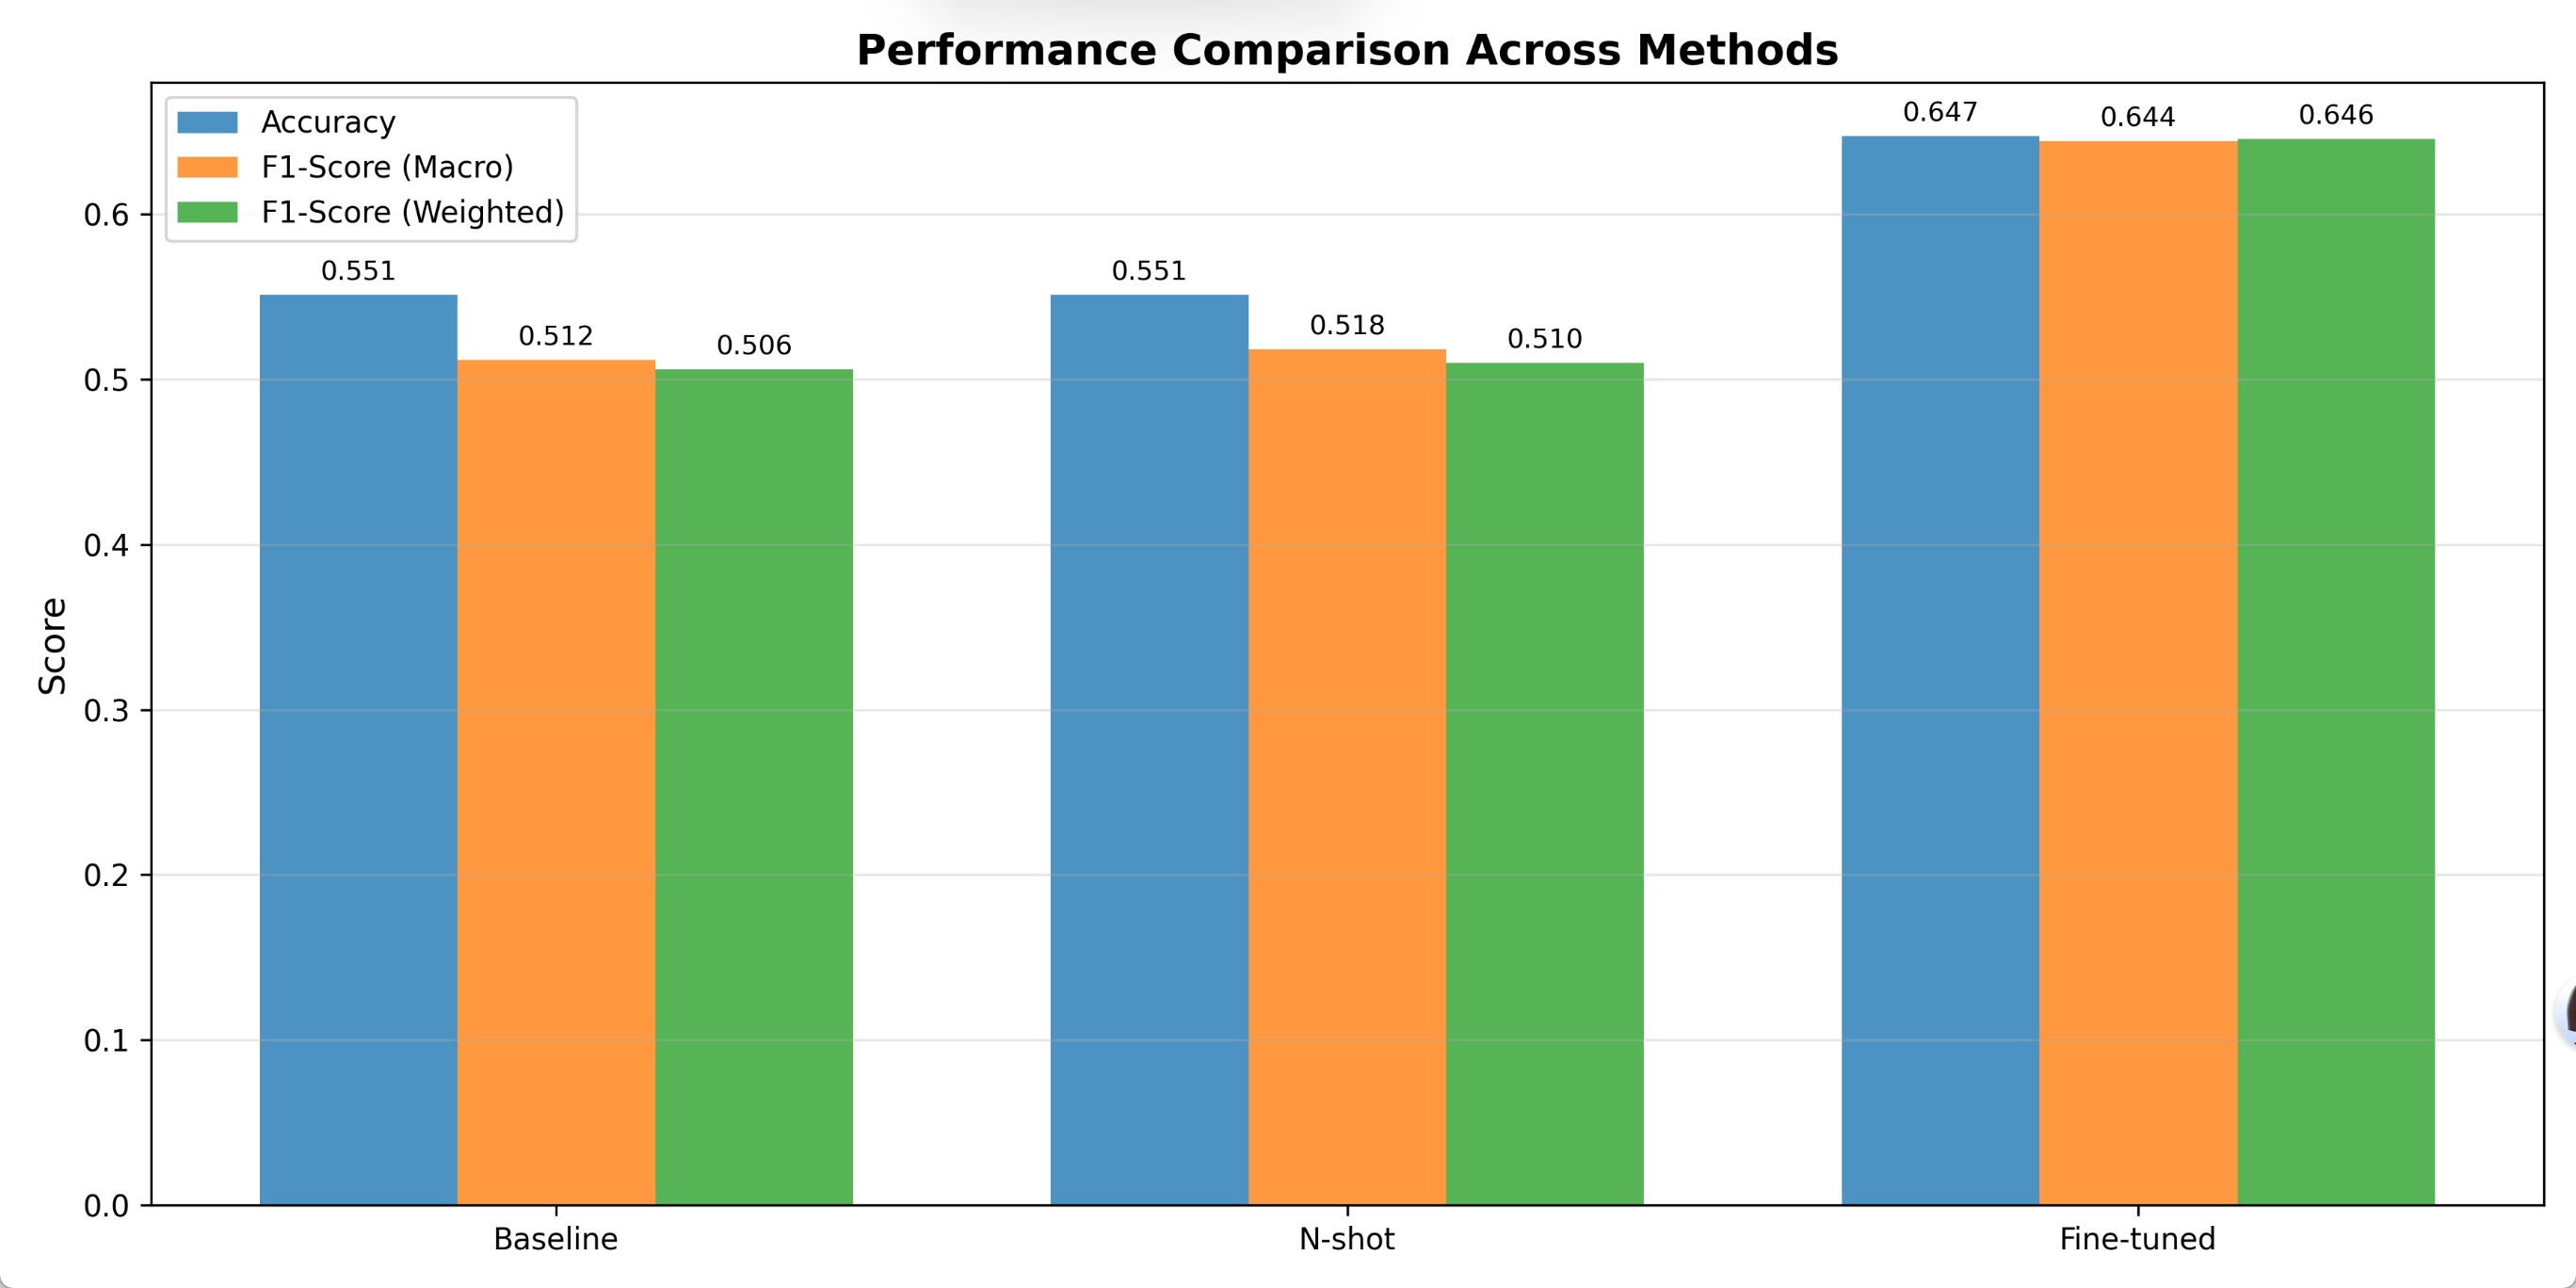 Performance Comparison Across Methods
Accuracy
F1-Score (Macro)
F1-Score (Weighted)
0.551
0.512
0.506
0.551
0.518
0.510
0.647
0.644
0.646
Score
0.6
0.5
0.4
0.3
0.2
0.1
0.0
Baseline
N-shot
Fine-tuned